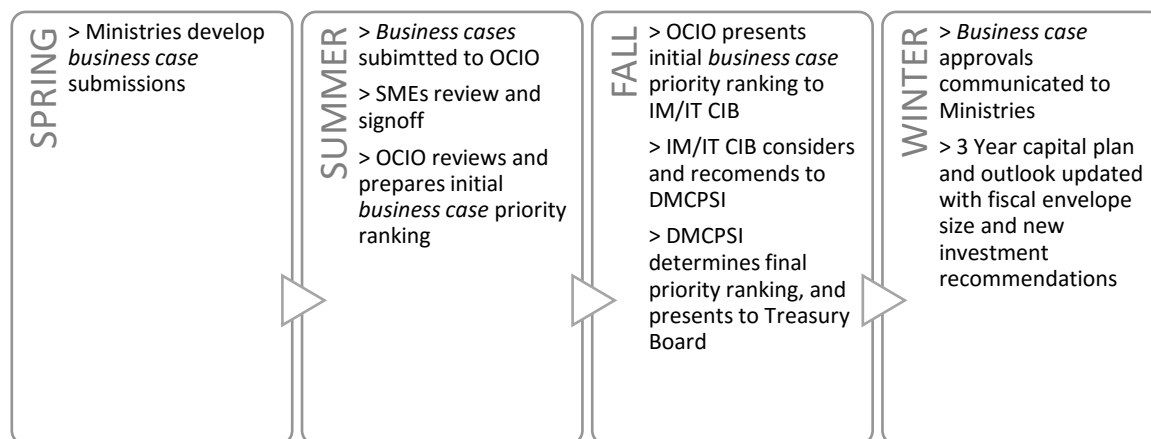 SPRING
> Ministries develop
business case
submissions
SUMMER
> Business cases
subimtted to OCIO
> SMEs review and
signoff
> OCIO reviews and
prepares initial
business case priority
ranking
FALL
> OCIO presents
initial business case
priority ranking to
IM/IT CIB
> IM/IT CIB considers
and recomends to
DMCPSI
> DMCPSI
determines final
priority ranking, and
presents to Treasury
Board
WINTER
> Business case
approvals
communicated to
Ministries
> 3 Year capital plan
and outlook updated
with fiscal envelope
size and new
investment
recommendations